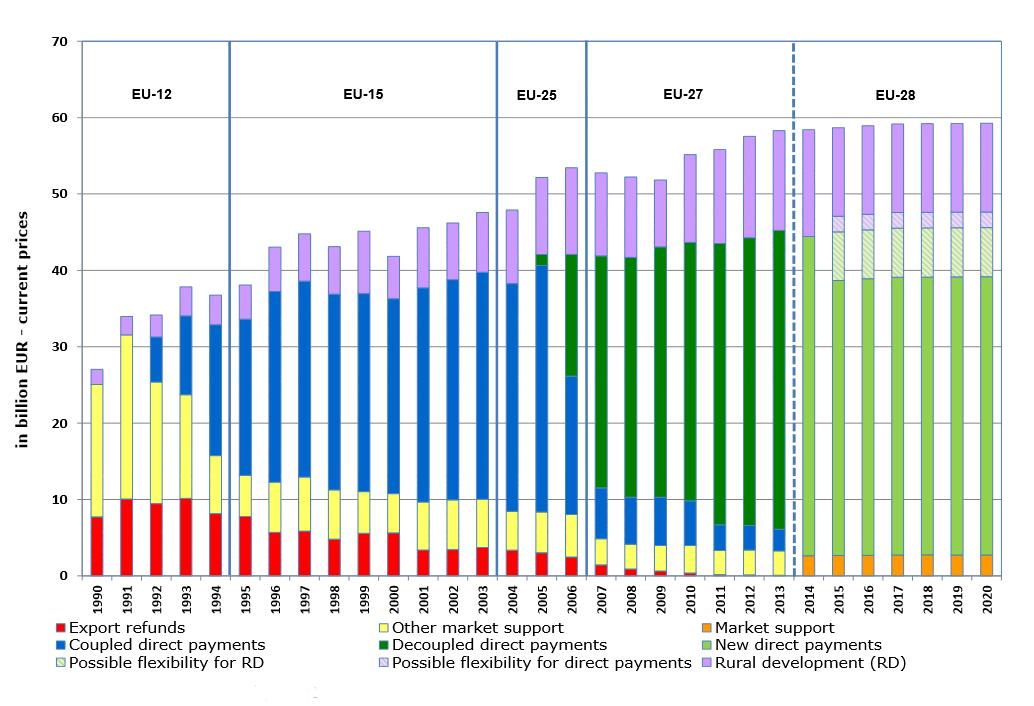 70
EU-12 EU-15 EU-25 EU-27 EU-28
60
50
40
30
20
10
0
in billion EUR - current prices
1990 1991 1992 1993 1994 1995 1996 1997 1998 1999 2000 2001 2002 2003 2004 2005 2006 2007 2008 2009 2010 2011 2012 2013 2014 2015 2016 2017 2018 2019 2020
Export refunds Other market support Market support
Coupled direct payments Decoupled direct payments New direct payments
Possible flexibility for RD Possible flexibility for direct payments Rural development (RD)